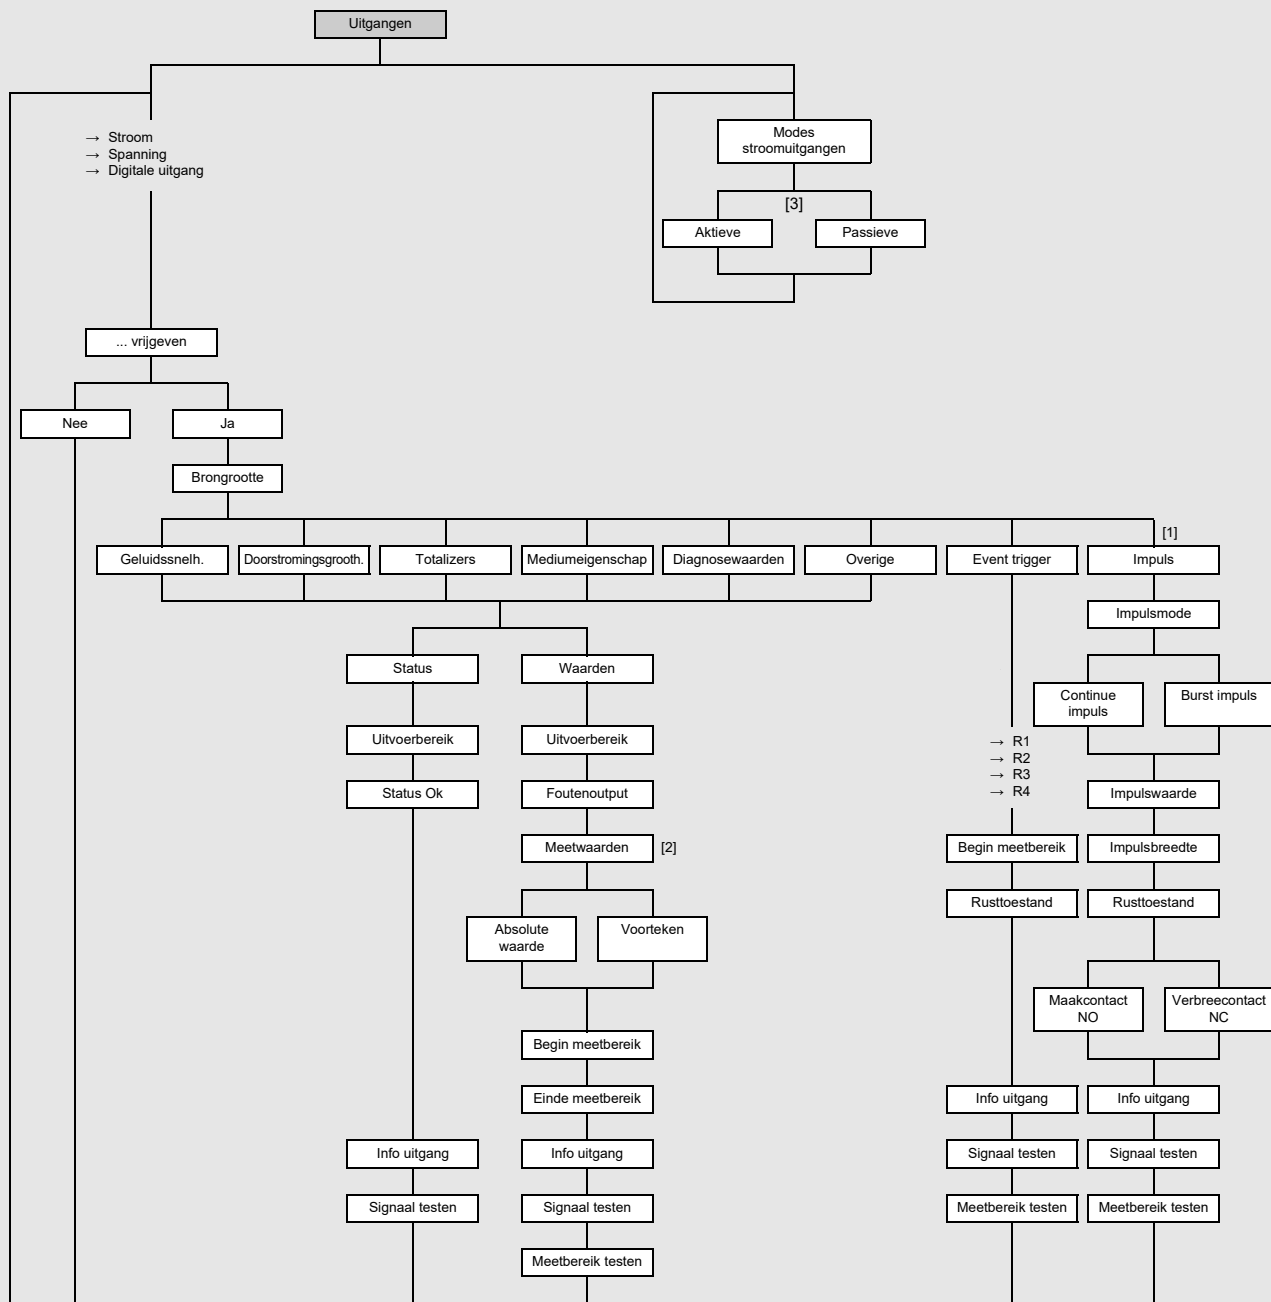 Uitgangen
→ Stroom
→ Spanning
→ Digitale uitgang
Modes
stroomuitgangen
[3]
Aktieve
Passieve
... vrijgeven
Nee
Ja
Brongrootte
[1]
Geluidssnelh.
Doorstromingsgrooth.
Totalizers
Mediumeigenschap
Diagnosewaarden
Overige
Event trigger
Impuls
Impulsmode
Status
Waarden
Continue
impuls
Burst impuls
Uitvoerbereik
Uitvoerbereik
→ R1
→ R2
→ R3
→ R4
Status Ok
Foutenoutput
Impulswaarde
Meetwaarden
[2]
Begin meetbereik
Impulsbreedte
Rusttoestand
Rusttoestand
Absolute
waarde
Voorteken
Maakcontact
NO
Verbreecontact
NC
Begin meetbereik
Einde meetbereik
Info uitgang
Info uitgang
Info uitgang
Info uitgang
Signaal testen
Signaal testen
Signaal testen
Signaal testen
Meetbereik testen
Meetbereik testen
Meetbereik testen